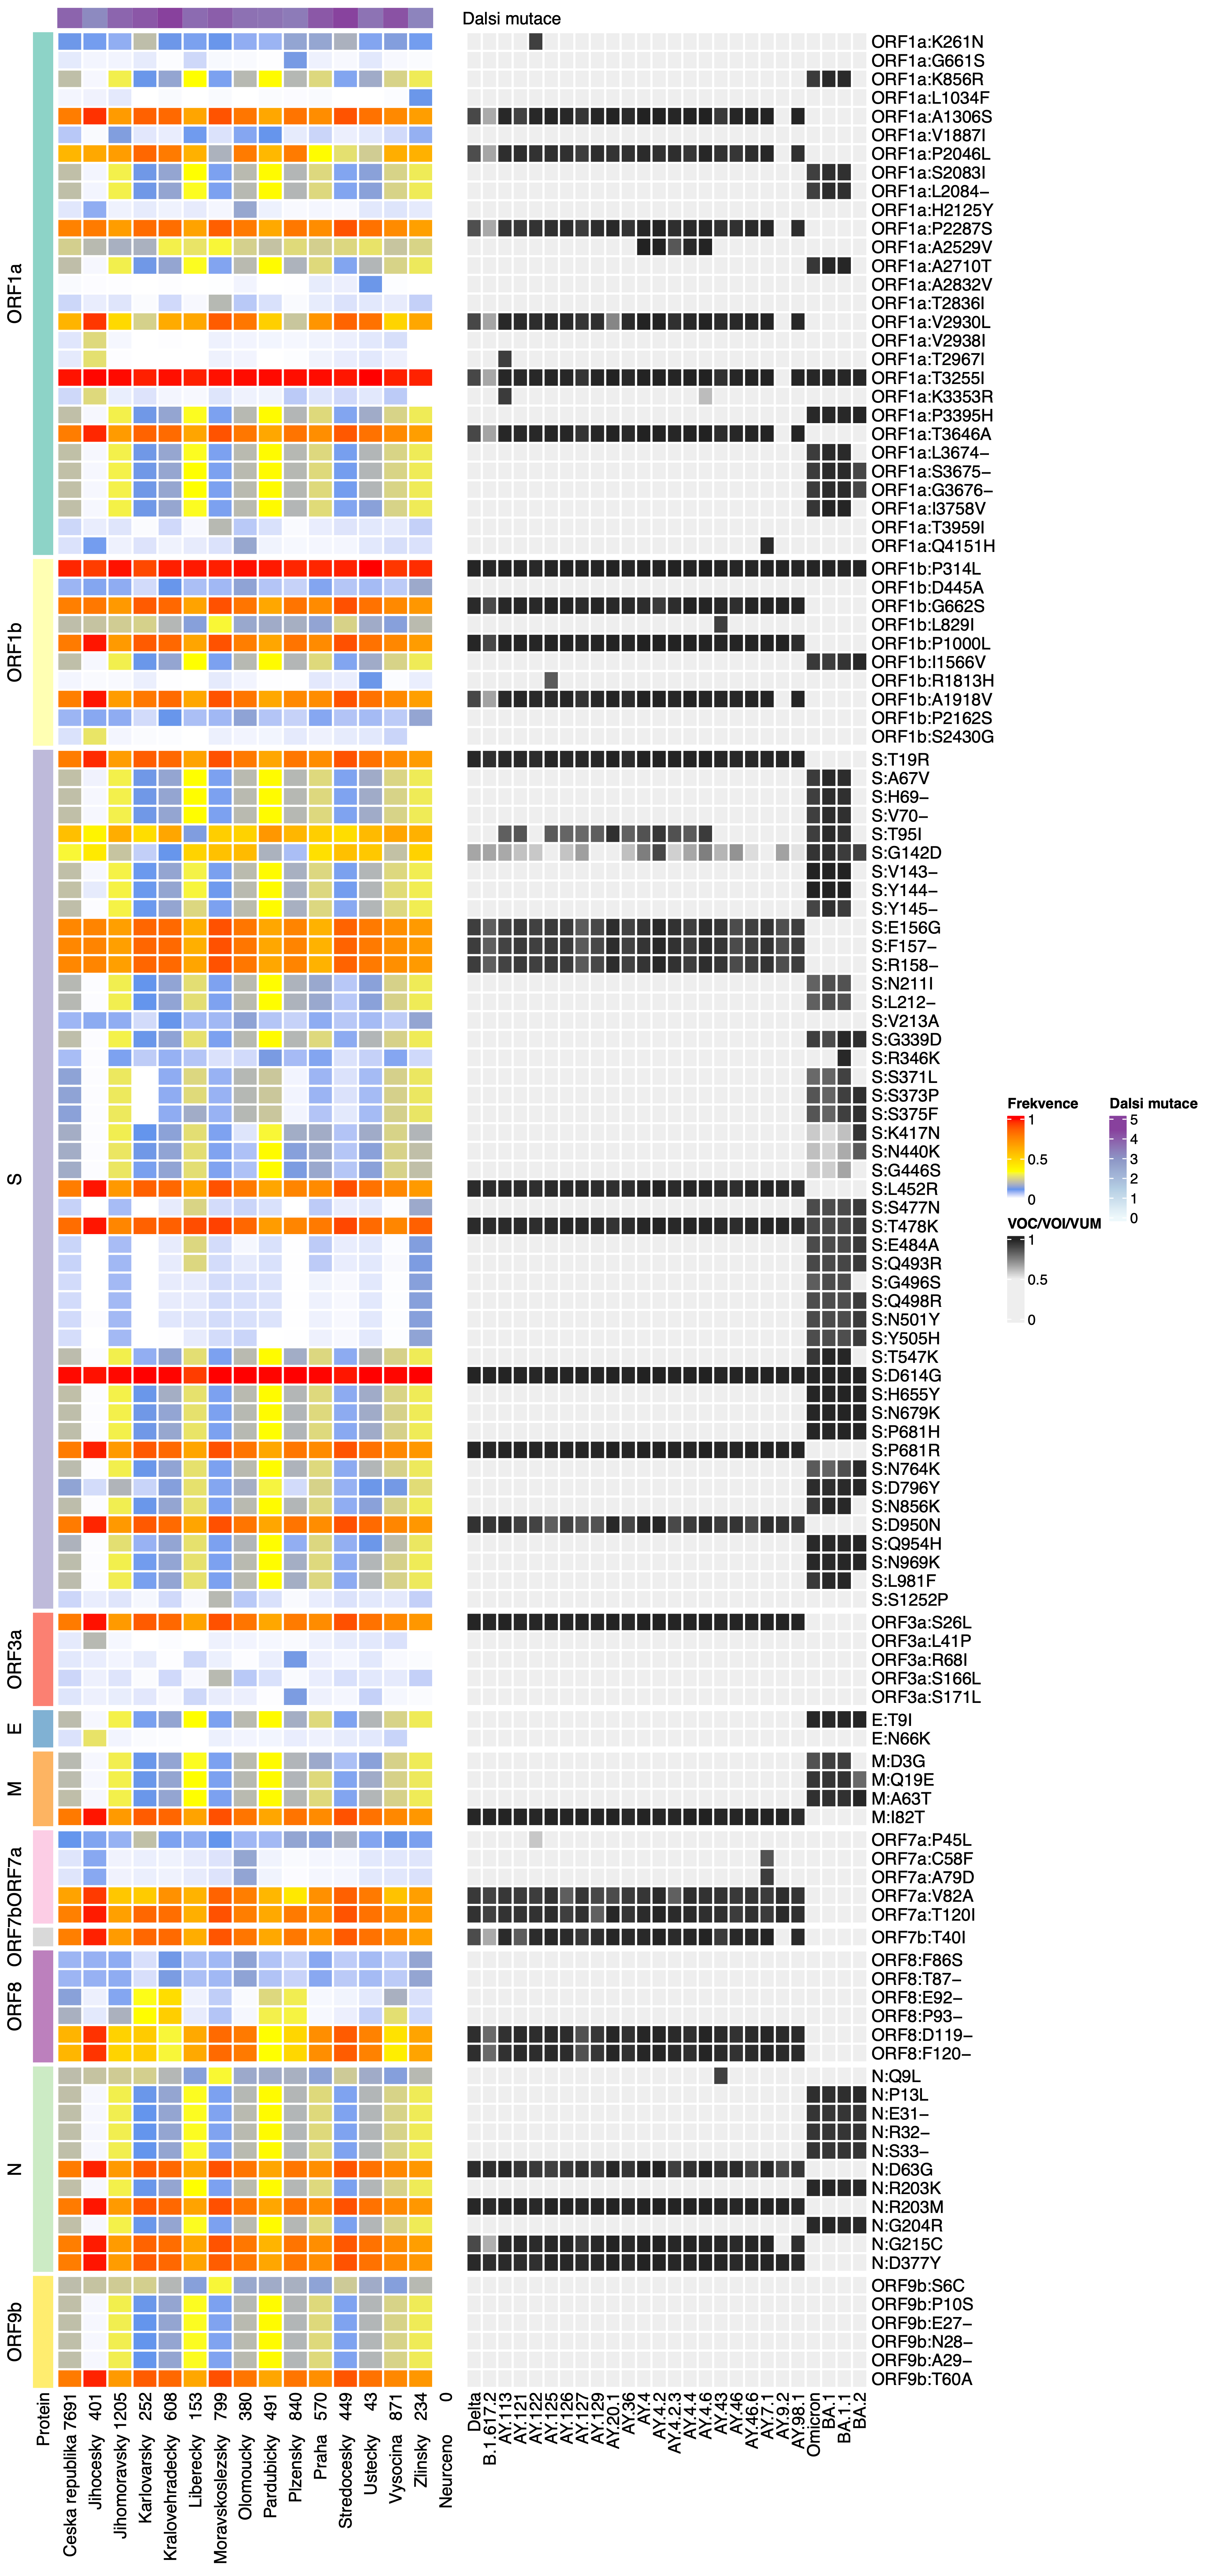 Dalsi mutace
ORF1a
ORF1a:K261N
ORF1a:G661S
ORF1a:K856R
ORF1a:L1034F
ORF1a:A1306S
ORF1a:V1887I
ORF1a:P2046L
ORF1a:S2083I
ORF1a:L2084−
ORF1a:H2125Y
ORF1a:P2287S
ORF1a:A2529V
ORF1a:A2710T
ORF1a:A2832V
ORF1a:T2836I
ORF1a:V2930L
ORF1a:V2938I
ORF1a:T2967I
ORF1a:T3255I
ORF1a:K3353R
ORF1a:P3395H
ORF1a:T3646A
ORF1a:L3674−
ORF1a:S3675−
ORF1a:G3676−
ORF1a:I3758V
ORF1a:T3959I
ORF1a:Q4151H
ORF1b
ORF1b:P314L
ORF1b:D445A
ORF1b:G662S
ORF1b:L829I
ORF1b:P1000L
ORF1b:I1566V
ORF1b:R1813H
ORF1b:A1918V
ORF1b:P2162S
ORF1b:S2430G
S
S:T19R
S:A67V
S:H69−
S:V70−
S:T95I
S:G142D
S:V143−
S:Y144−
S:Y145−
S:E156G
S:F157−
S:R158−
S:N211I
S:L212−
S:V213A
S:G339D
S:R346K
S:S371L
S:S373P
S:S375F
S:K417N
S:N440K
S:G446S
S:L452R
S:S477N
S:T478K
S:E484A
S:Q493R
S:G496S
S:Q498R
S:N501Y
S:Y505H
S:T547K
S:D614G
S:H655Y
S:N679K
S:P681H
S:P681R
S:N764K
S:D796Y
S:N856K
S:D950N
S:Q954H
S:N969K
S:L981F
S:S1252P
ORF3a
ORF3a:S26L
ORF3a:L41P
ORF3a:R68I
ORF3a:S166L
ORF3a:S171L
E
E:T9I
E:N66K
M
M:D3G
M:Q19E
M:A63T
M:I82T
ORF7a
ORF7a:P45L
ORF7a:C58F
ORF7a:A79D
ORF7a:V82A
ORF7a:T120I
ORF7b
ORF7b:T40I
ORF8
ORF8:F86S
ORF8:T87−
ORF8:E92−
ORF8:P93−
ORF8:D119−
ORF8:F120−
N
N:Q9L
N:P13L
N:E31−
N:R32−
N:S33−
N:D63G
N:R203K
N:R203M
N:G204R
N:G215C
N:D377Y
ORF9b
ORF9b:S6C
ORF9b:P10S
ORF9b:E27−
ORF9b:N28−
ORF9b:A29−
ORF9b:T60A
Protein
Ceska republika 7691
Jihocesky 401
Jihomoravsky 1205
Karlovarsky 252
Kralovehradecky 608
Liberecky 153
Moravskoslezsky 799
Olomoucky 380
Pardubicky 491
Plzensky 840
Praha 570
Stredocesky 449
Ustecky 43
Vysocina 871
Zlinsky 234
Neurceno 0
Delta
B.1.617.2
AY.113
AY.121
AY.122
AY.125
AY.126
AY.127
AY.129
AY.20.1
AY.36
AY.4
AY.4.2
AY.4.2.3
AY.4.4
AY.4.6
AY.43
AY.46
AY.46.6
AY.7.1
AY.9.2
AY.98.1
Omicron
BA.1
BA.1.1
BA.2
Frekvence
1
0.5
0
Dalsi mutace
5
4
3
2
1
0
VOC/VOI/VUM
1
0.5
0